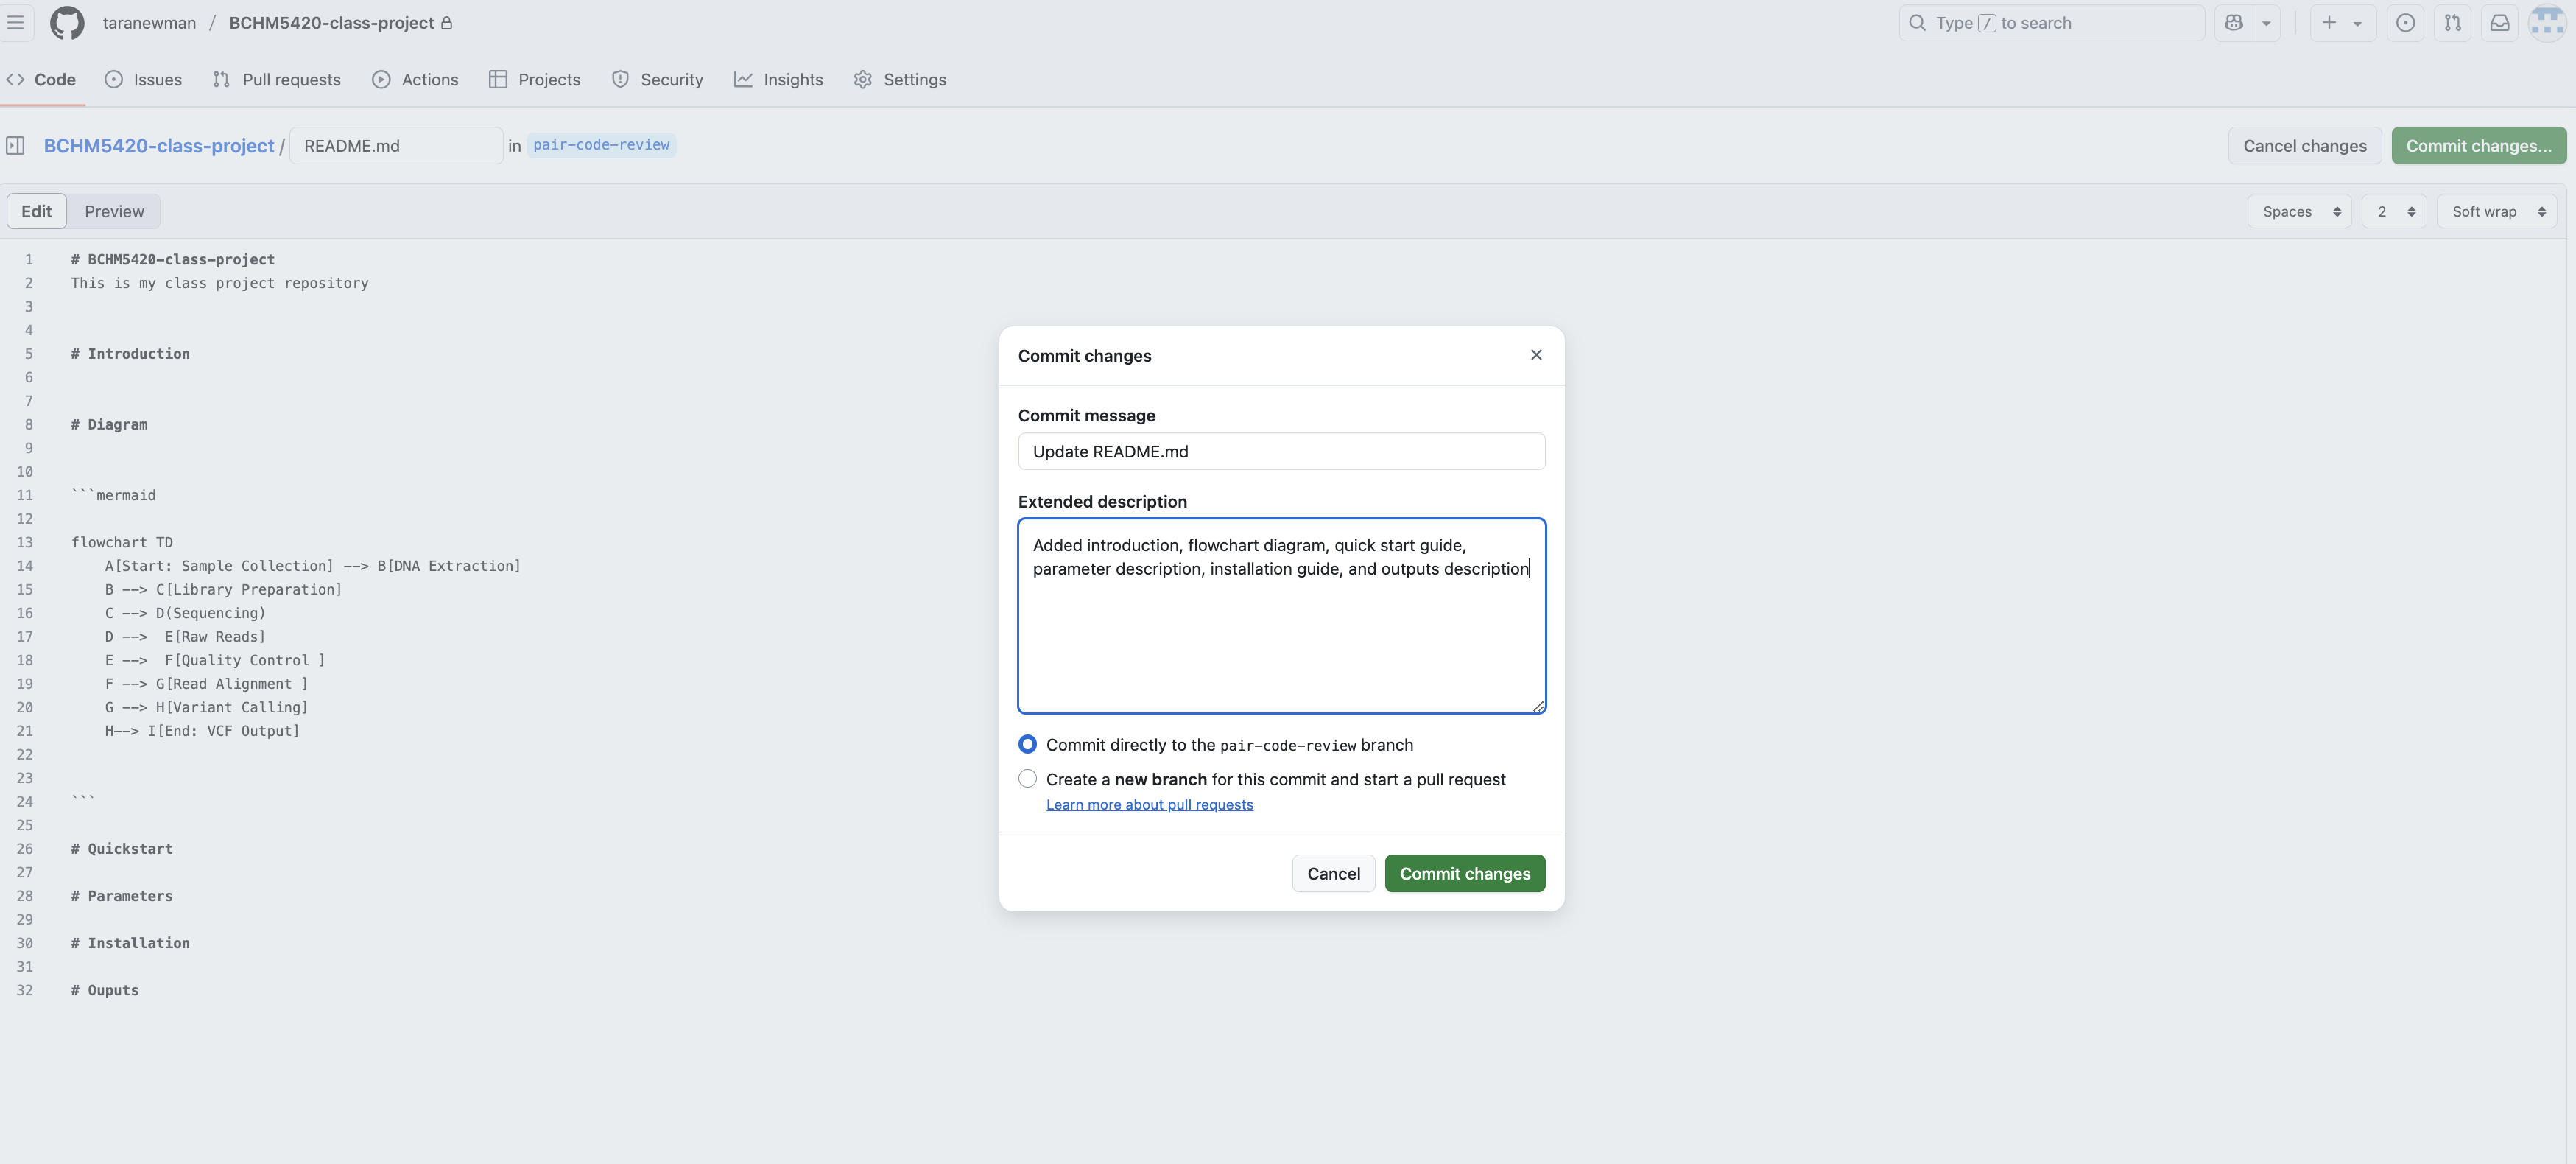 taranewman / BCHM5420-class-project
Type / to search
Code
Issues
Pull requests
Actions
Projects
Security
Insights
Settings
BCHM5420-class-project / README.md in pair-code-review
Cancel changes
Commit changes...
Edit
Preview
Spaces
2
Soft wrap
1 # BCHM5420-class-project
2 This is my class project repository
3
4
5 # Introduction
6
7
8 # Diagram
9
10
11 ```mermaid
12
13 flowchart TD
14     A[Start: Sample Collection] --> B[DNA Extraction]
15     B --> C[Library Preparation]
16     C --> D(Sequencing)
17     D -->  E[Raw Reads]
18     E -->  F[Quality Control ]
19     F --> G[Read Alignment ]
20     G --> H[Variant Calling]
21     H--> I[End: VCF Output]
22
23
24 ```
25
26 # Quickstart
27
28 # Parameters
29
30 # Installation
31
32 # Ouputs
Commit changes
Commit message
Update README.md
Extended description
Added introduction, flowchart diagram, quick start guide,
parameter description, installation guide, and outputs description
Commit directly to the pair-code-review branch
Create a new branch for this commit and start a pull request
Learn more about pull requests
Cancel
Commit changes